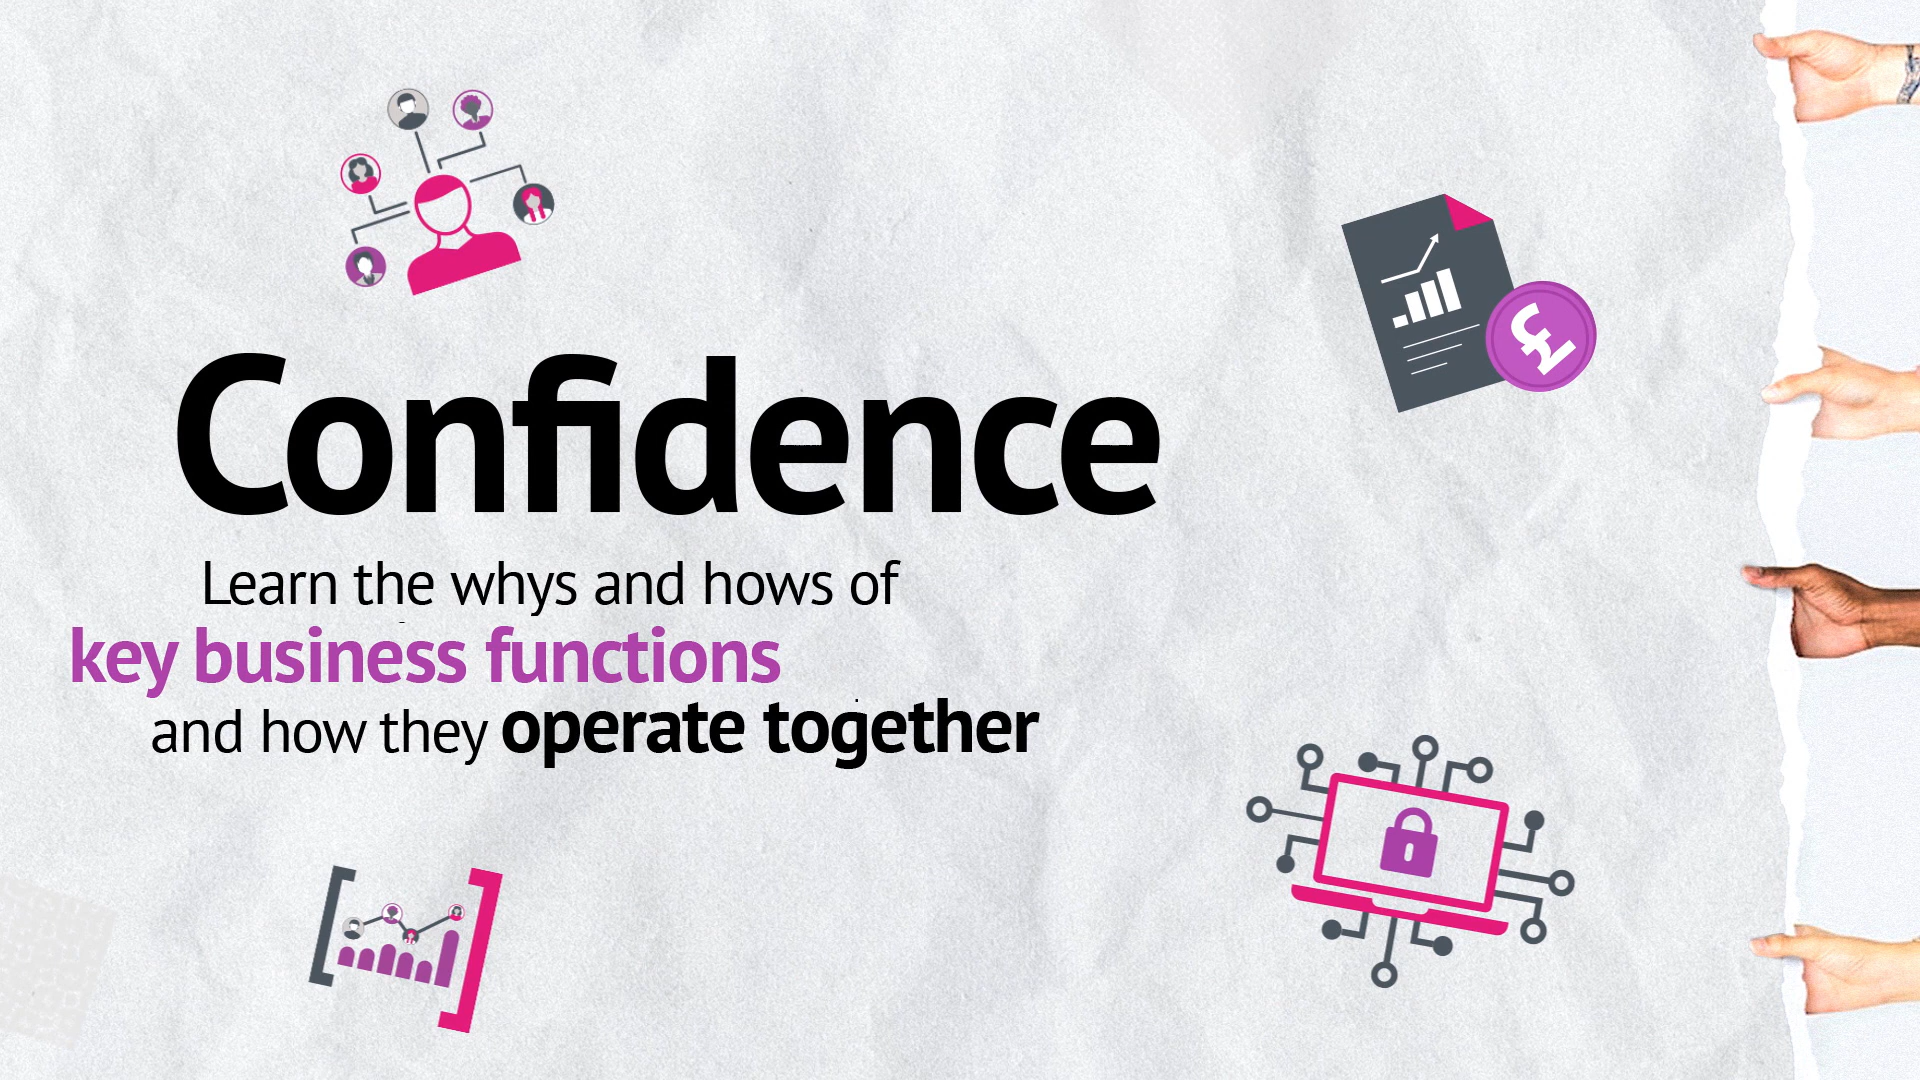 Confidence
Learn the whys and hows of
key business functions
and how they operate together
£